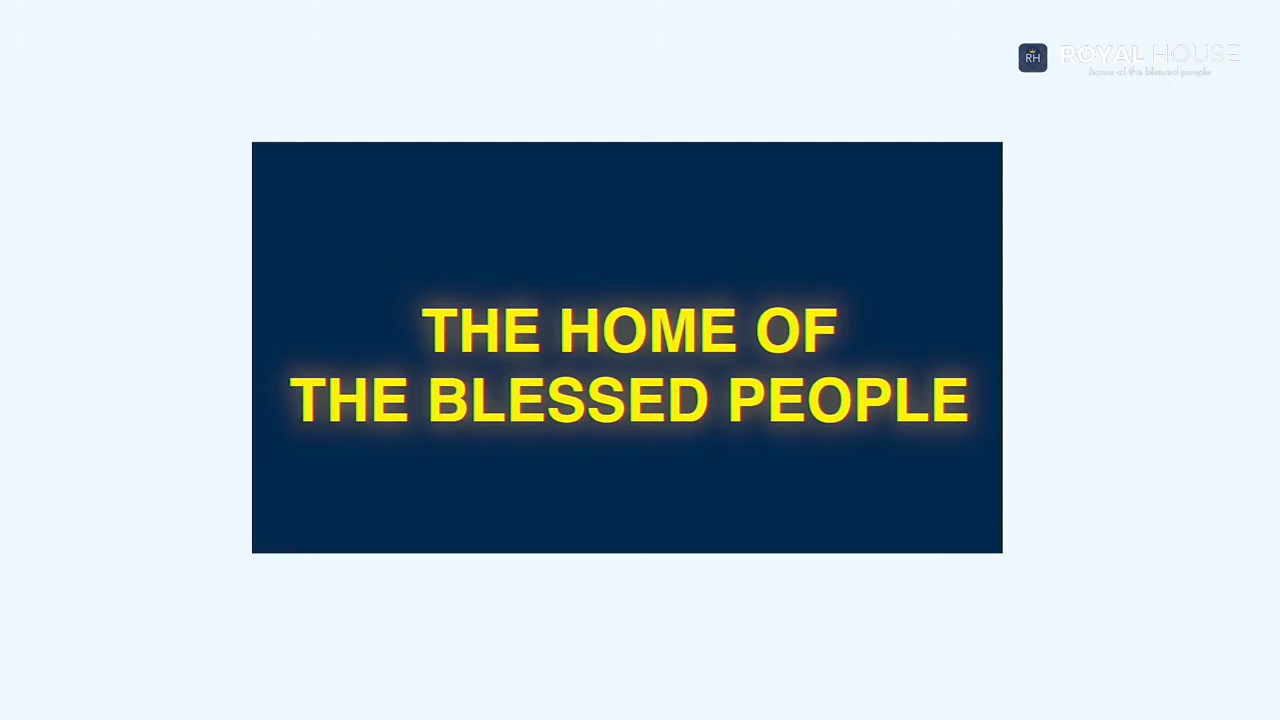 RH
ROYAL HOUSE
home of the blessed people
THE HOME OF
THE BLESSED PEOPLE